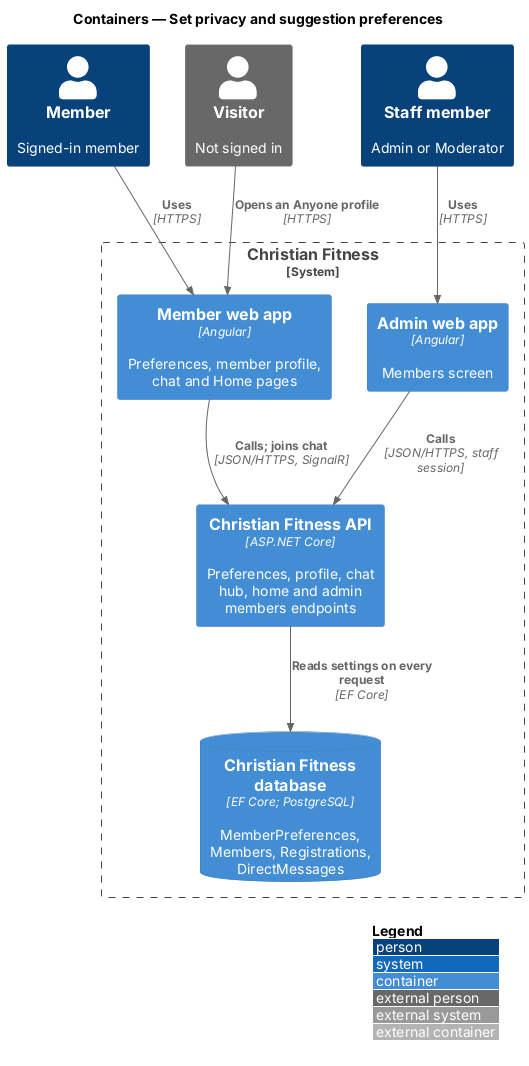 Containers — Set privacy and suggestion preferences
Member
Signed-in member
Visitor
Not signed in
Staff member
Admin or Moderator
Uses
[HTTPS]
Opens an Anyone profile
[HTTPS]
Uses
[HTTPS]
Christian Fitness
[System]
Member web app
[Angular]
Preferences, member profile,
chat and Home pages
Admin web app
[Angular]
Members screen
Calls; joins chat
[JSON/HTTPS, SignalR]
Calls
[JSON/HTTPS, staff
session]
Christian Fitness API
[ASP.NET Core]
Preferences, profile, chat
hub, home and admin
members endpoints
Reads settings on every
request
[EF Core]
Christian Fitness
database
[EF Core; PostgreSQL]
MemberPreferences,
Members, Registrations,
DirectMessages
Legend
person
system
container
external person
external system
external container